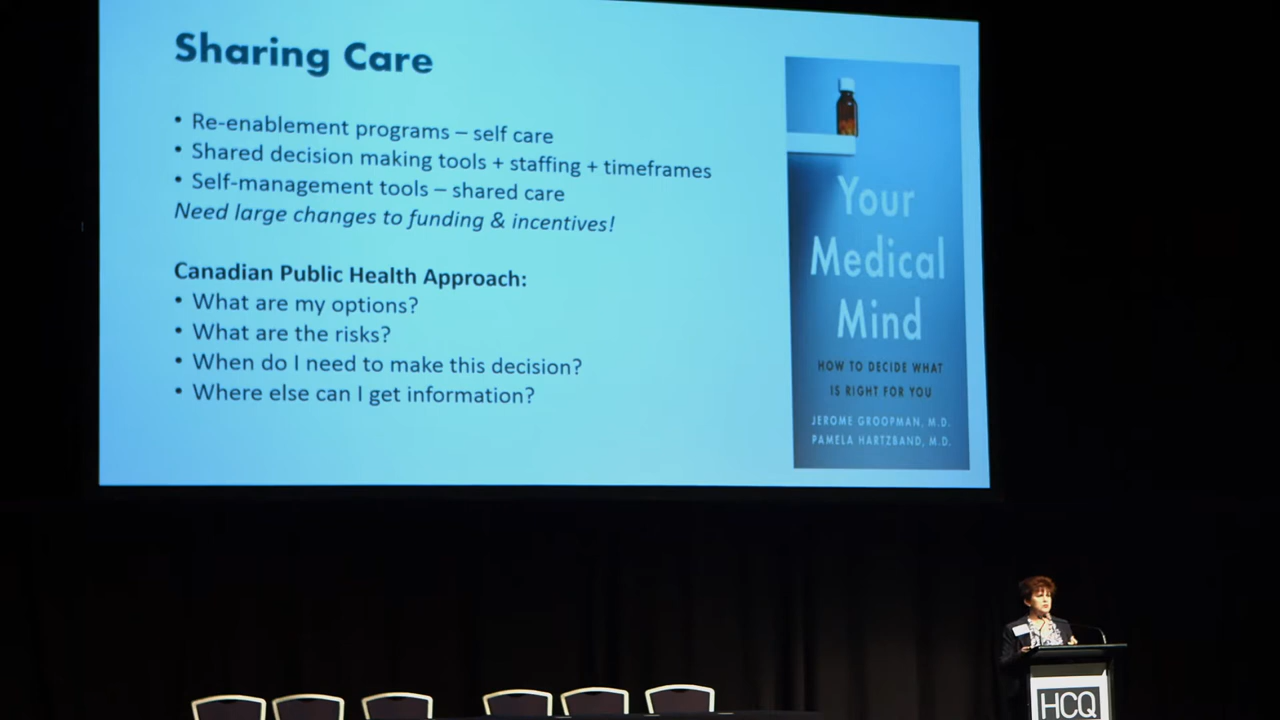 Sharing Care
• Re-enablement programs – self care
• Shared decision making tools + staffing + timeframes
• Self-management tools – shared care
Need large changes to funding & incentives!
Canadian Public Health Approach:
• What are my options?
• What are the risks?
• When do I need to make this decision?
• Where else can I get information?
Your
Medical
Mind
HOW TO DECIDE WHAT
IS RIGHT FOR YOU
JEROME GROOPMAN, M.D.
PAMELA HARTZBAND, M.D.
HCQ